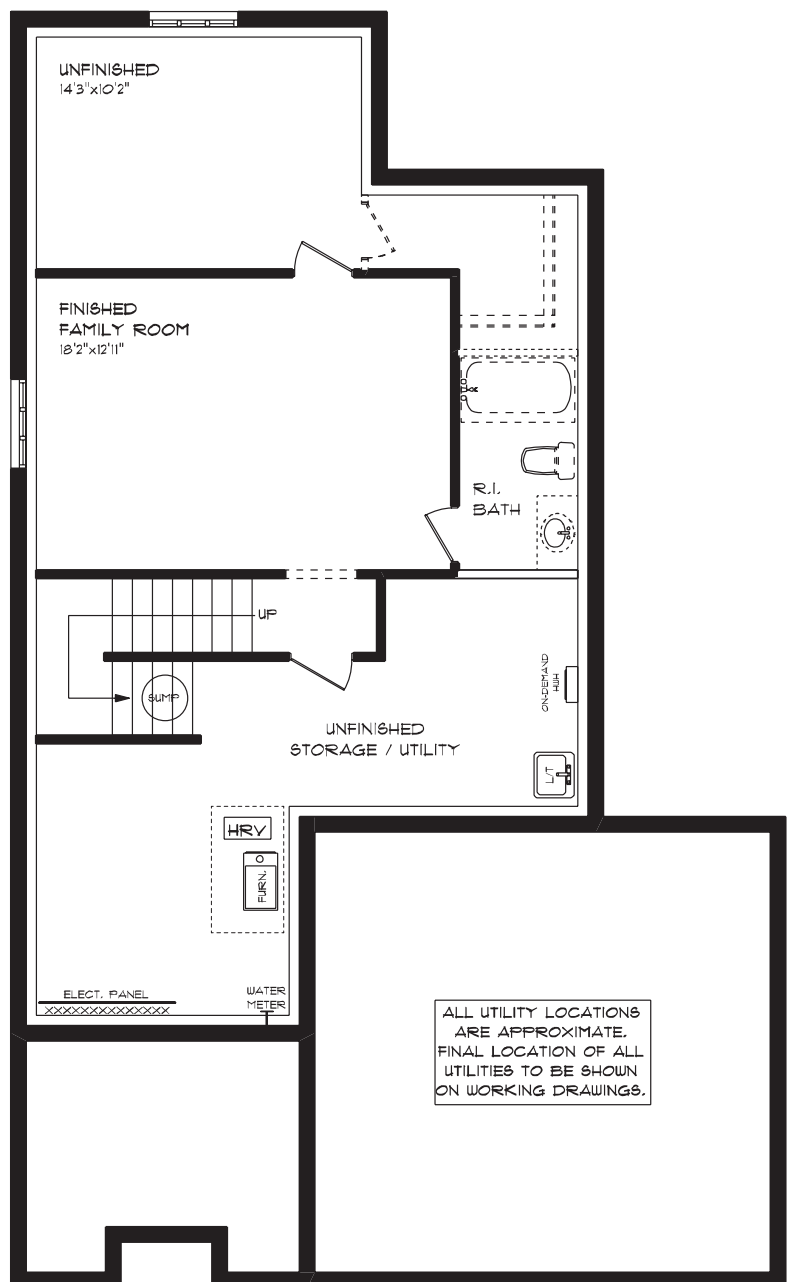 UNFINISHED
14'3"x10'2"
FINISHED
FAMILY ROOM
18'2"x12'11"
R.I.
BATH
UP
SUMP
ON-DEMAND
HWH
UNFINISHED
STORAGE / UTILITY
L/T
HRV
FURN.
ELECT. PANEL
WATER
METER
ALL UTILITY LOCATIONS
ARE APPROXIMATE.
FINAL LOCATION OF ALL
UTILITIES TO BE SHOWN
ON WORKING DRAWINGS.